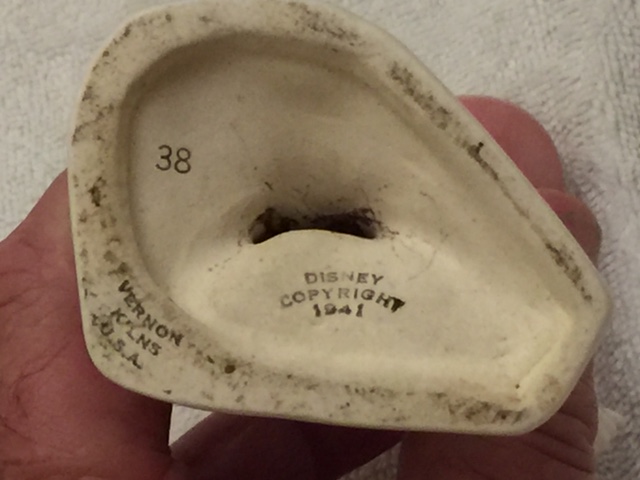 38
DISNEY
COPYRIGHT
1941
VERNON
KILNS
U.S.A.